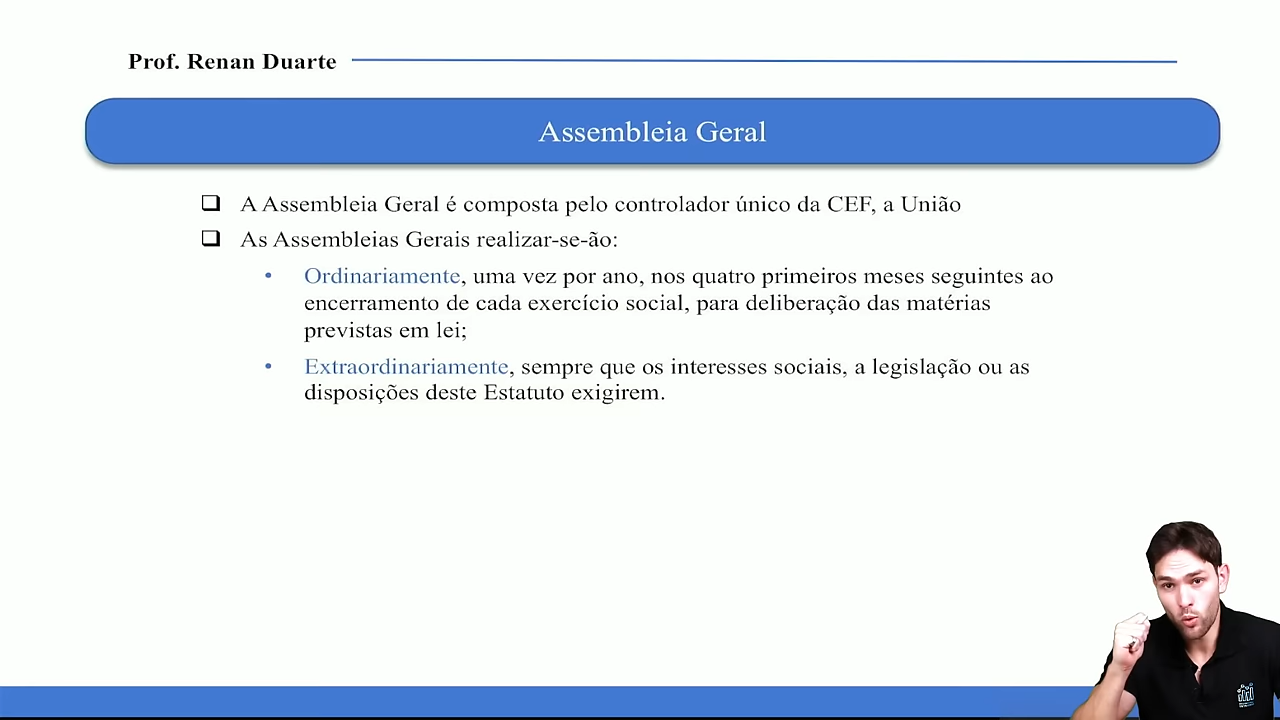 Prof. Renan Duarte
Assembleia Geral
A Assembleia Geral é composta pelo controlador único da CEF, a União
As Assembleias Gerais realizar-se-ão:
Ordinariamente, uma vez por ano, nos quatro primeiros meses seguintes ao
encerramento de cada exercício social, para deliberação das matérias
previstas em lei;
Extraordinariamente, sempre que os interesses sociais, a legislação ou as
disposições deste Estatuto exigirem.